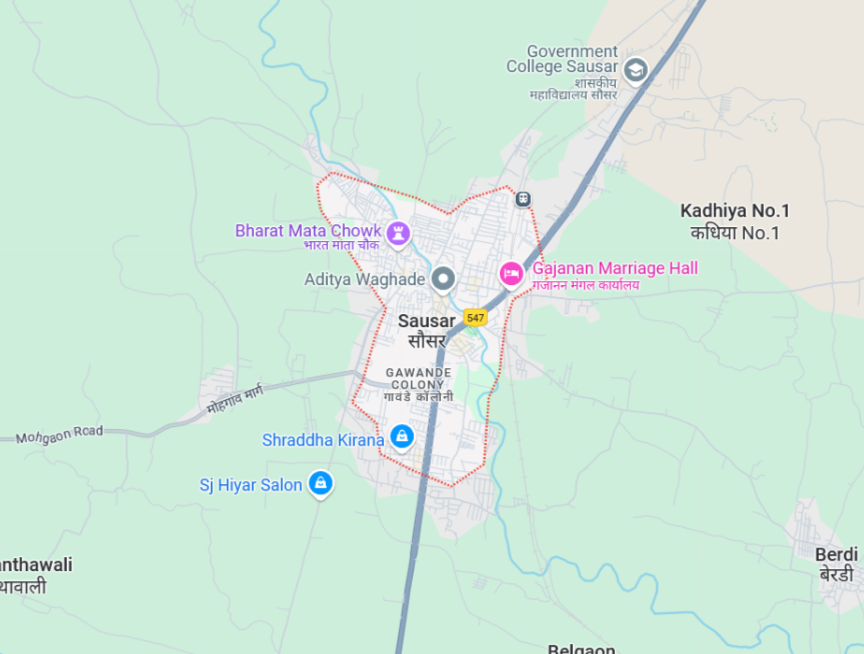 Government
College Sausar
शासकीय
महाविद्यालय सौसर
Kadhiya No.1
कधिया No.1
Bharat Mata Chowk
भारत माता चौक
Gajanan Marriage Hall
गजानन मंगल कार्यालय
Aditya Waghade
547
Sausar
सौसर
GAWANDE
COLONY
गावंडे कॉलोनी
मोहगाव मार्ग
Mohgaon Road
Shraddha Kirana
Sj Hiyar Salon
Berdi
बेरडी
anthawali
थावाली
Belgaon